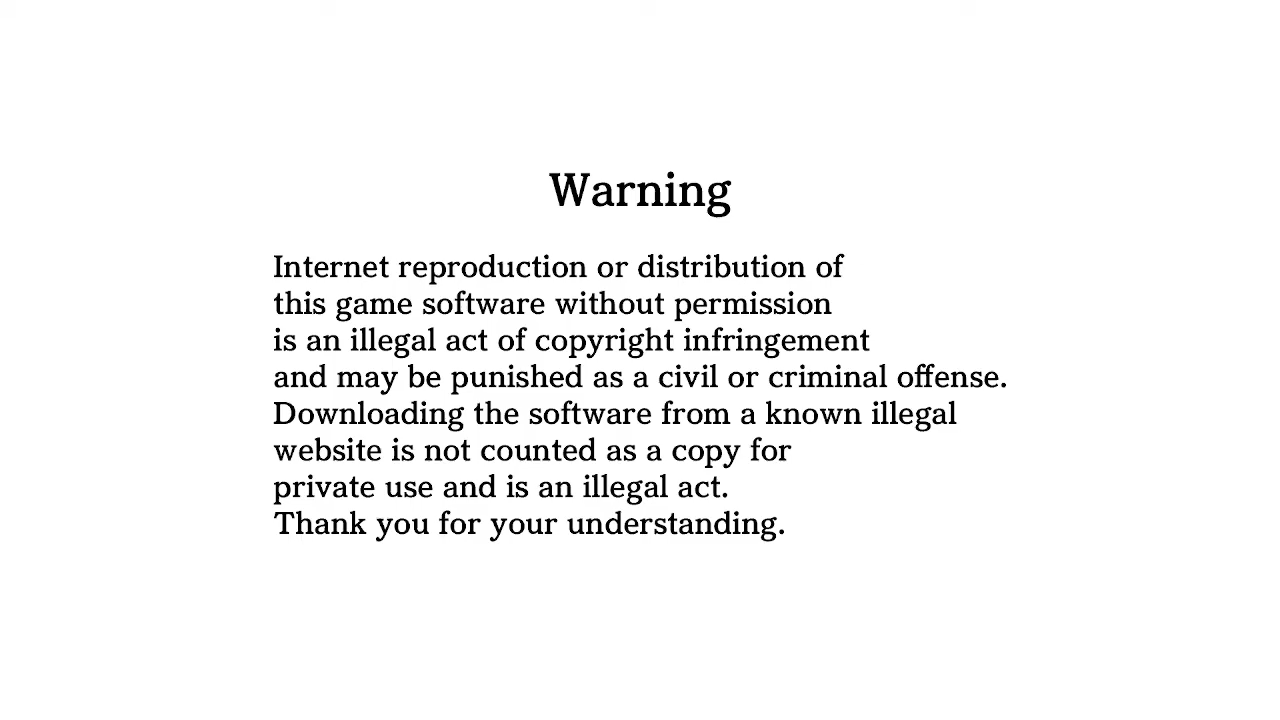 Warning
Internet reproduction or distribution of
this game software without permission
is an illegal act of copyright infringement
and may be punished as a civil or criminal offense.
Downloading the software from a known illegal
website is not counted as a copy for
private use and is an illegal act.
Thank you for your understanding.